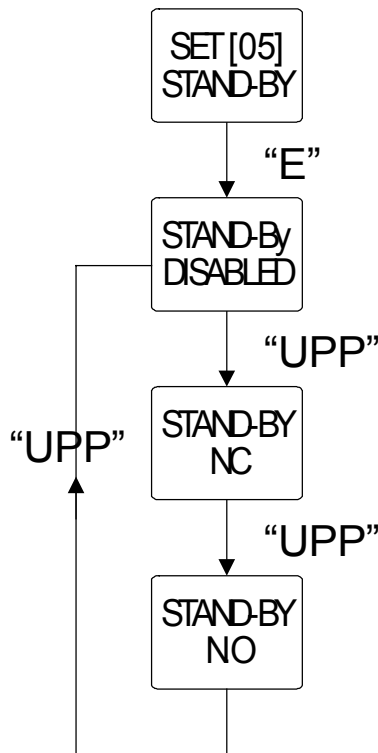 SET [05]
STAND-BY
“E”
STAND-By
DISABLED
“UPP”
STAND-BY
NC
“UPP”
“UPP”
STAND-BY
NO